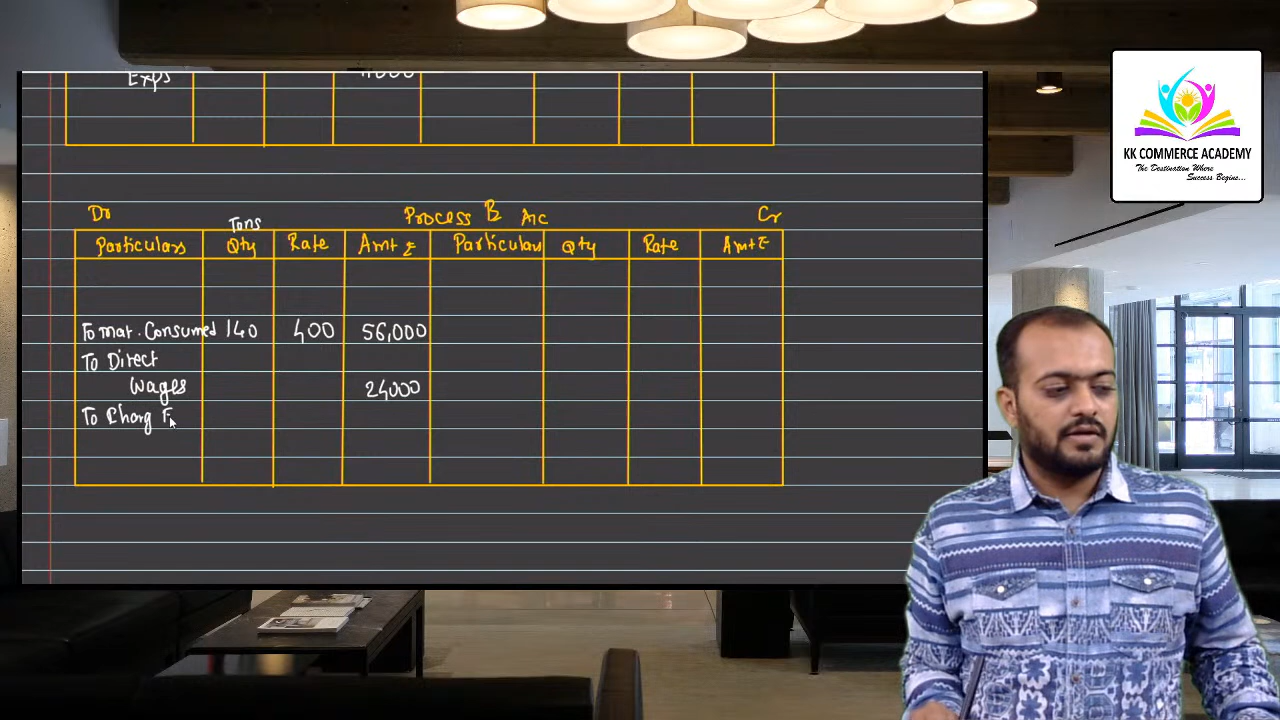 Exps
Dr Process B A/c Cr
Tons
Particulars Qty Rate Amt ₹ Particulars Qty Rate Amt ₹
To mat. Consumed 140 400 56,000
To Direct
Wages 24000
To Charg
KK COMMERCE ACADEMY
The Destination Where
Success Begins...